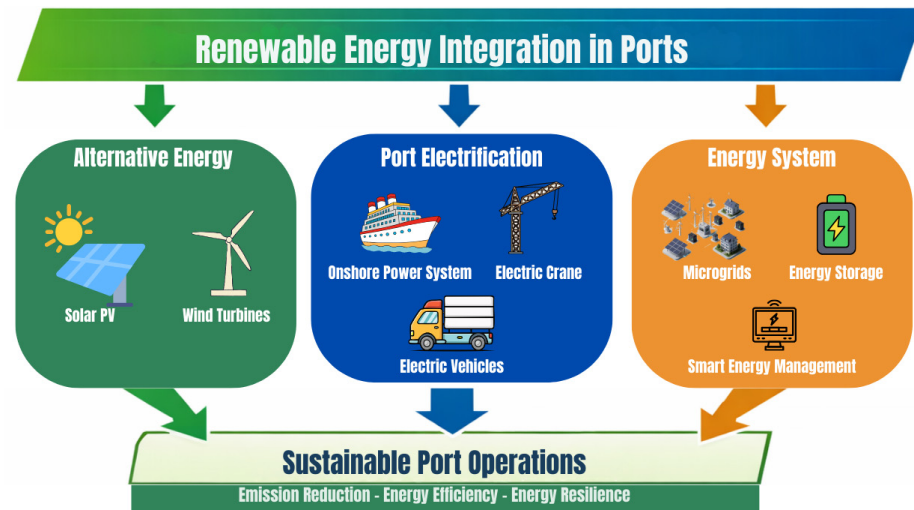 Renewable Energy Integration in Ports
Alternative Energy
Solar PV
Wind Turbines
Port Electrification
Onshore Power System
Electric Crane
Electric Vehicles
Energy System
Microgrids
Energy Storage
Smart Energy Management
Sustainable Port Operations
Emission Reduction - Energy Efficiency - Energy Resilience